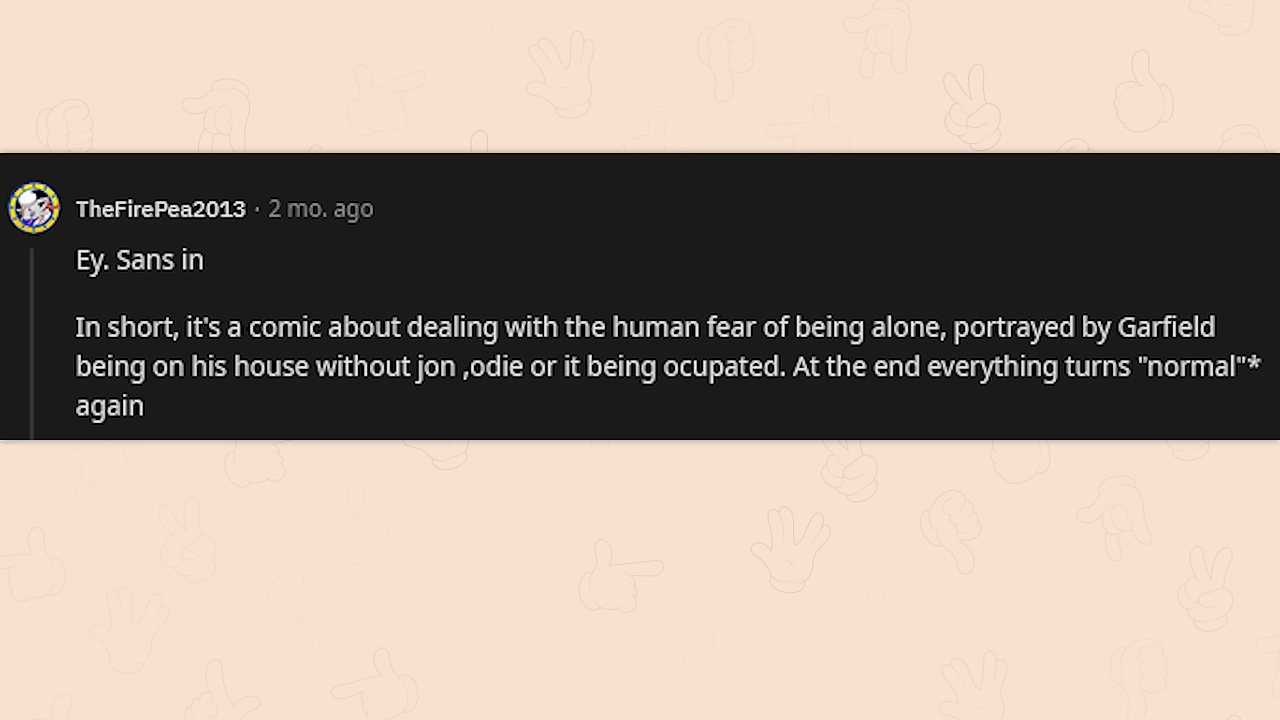 TheFirePea2013 · 2 mo. ago
Ey. Sans in
In short, it's a comic about dealing with the human fear of being alone, portrayed by Garfield
being on his house without jon ,odie or it being ocupated. At the end everything turns "normal"*
again